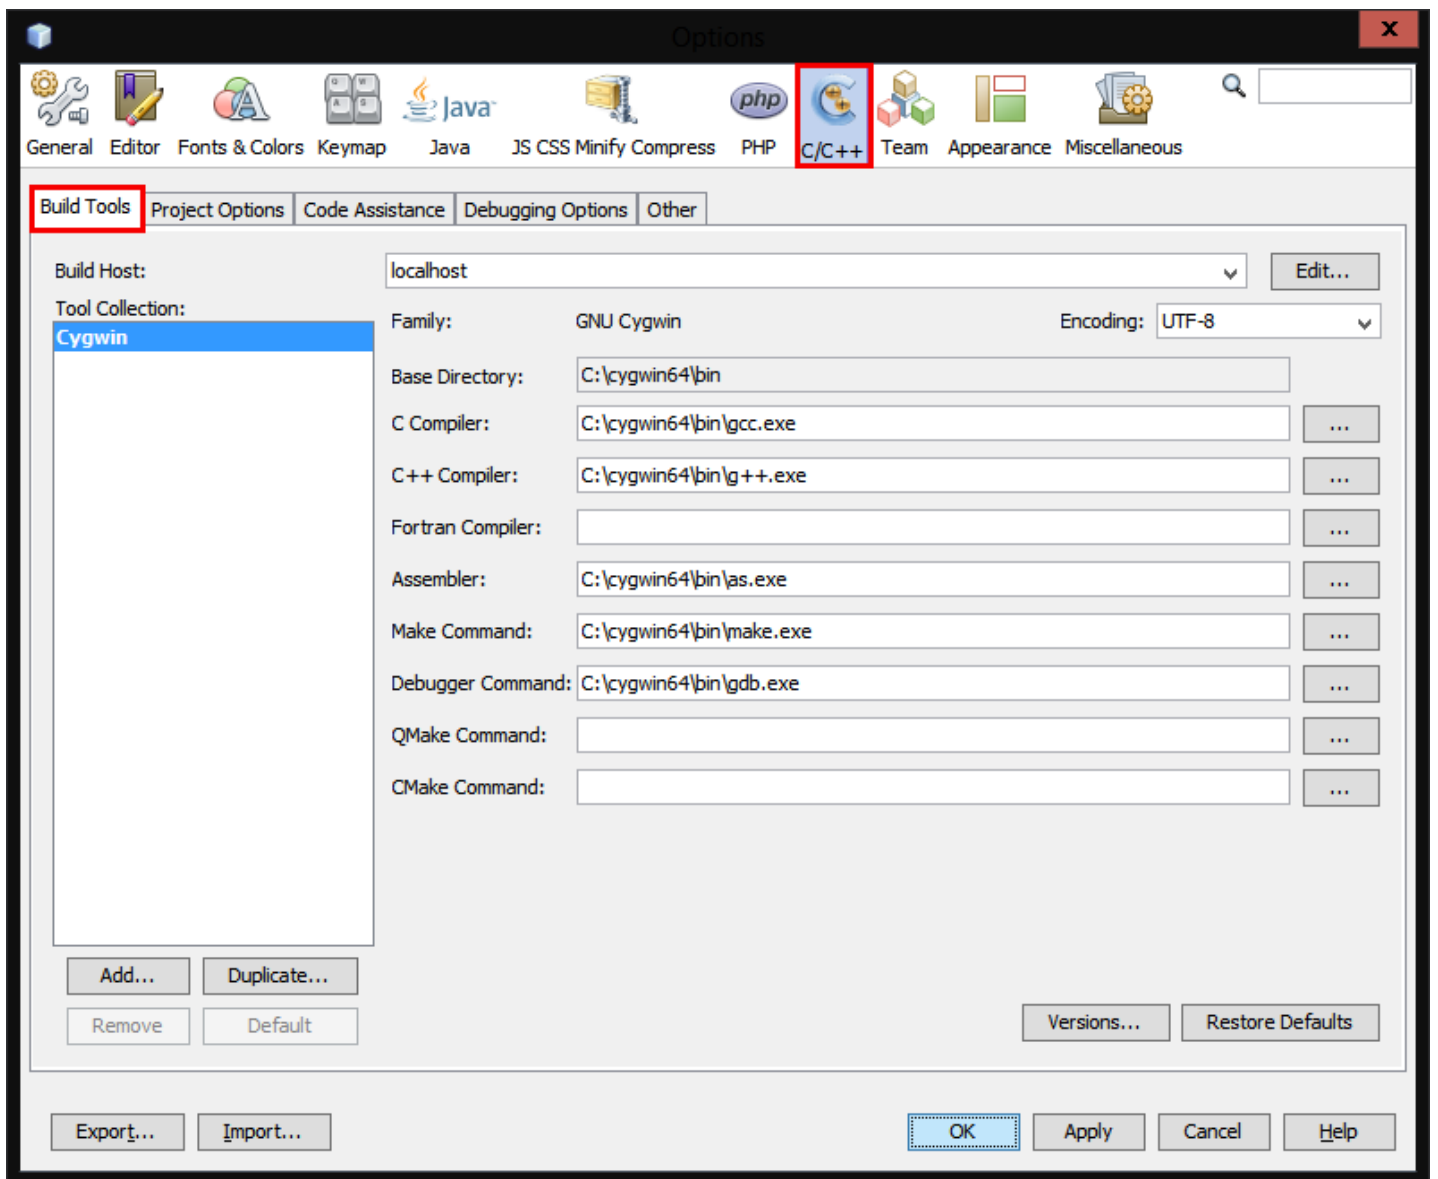 Options
X
General Editor Fonts & Colors Keymap Java JS CSS Minify Compress PHP C/C++ Team Appearance Miscellaneous
Java
php
Build Tools Project Options Code Assistance Debugging Options Other
Build Host: localhost Edit...
Tool Collection:
Cygwin
Family: GNU Cygwin Encoding: UTF-8
Base Directory: C:\cygwin64\bin
C Compiler: C:\cygwin64\bin\gcc.exe ...
C++ Compiler: C:\cygwin64\bin\g++.exe ...
Fortran Compiler: ...
Assembler: C:\cygwin64\bin\as.exe ...
Make Command: C:\cygwin64\bin\make.exe ...
Debugger Command: C:\cygwin64\bin\gdb.exe ...
QMake Command: ...
CMake Command: ...
Add... Duplicate...
Remove Default
Versions... Restore Defaults
Export... Import... OK Apply Cancel Help